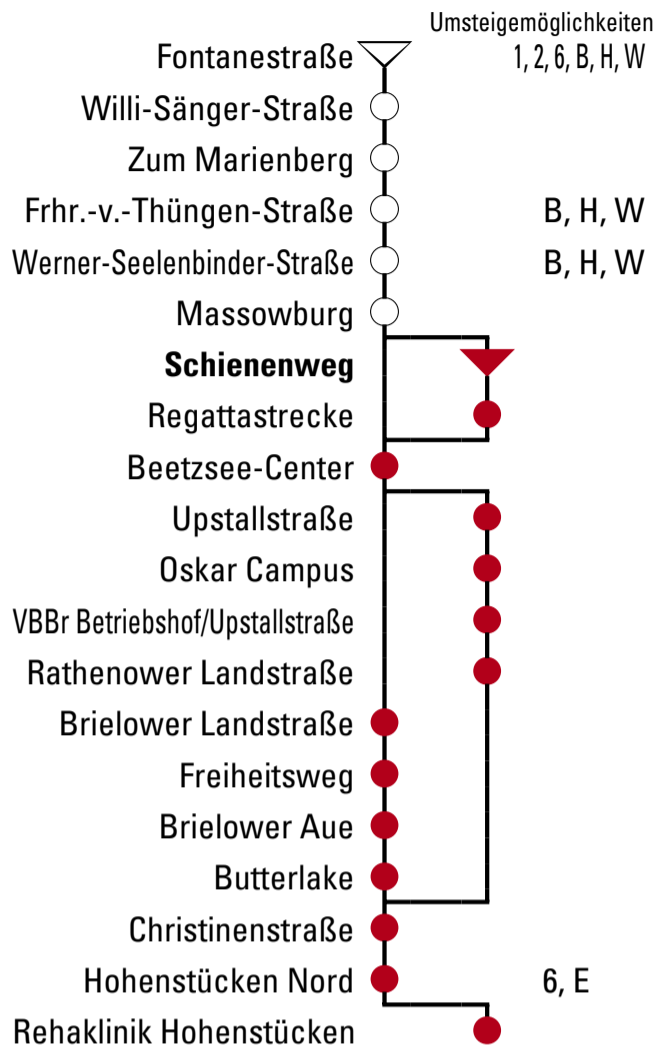 Umsteigemöglichkeiten
Fontanestraße 1, 2, 6, B, H, W
Willi-Sänger-Straße
Zum Marienberg
Frhr.-v.-Thüngen-Straße B, H, W
Werner-Seelenbinder-Straße B, H, W
Massowburg
Schienenweg
Regattastrecke
Beetzsee-Center
Upstallstraße
Oskar Campus
VBBr Betriebshof/Upstallstraße
Rathenower Landstraße
Brielower Landstraße
Freiheitsweg
Brielower Aue
Butterlake
Christinenstraße
Hohenstücken Nord 6, E
Rehaklinik Hohenstücken